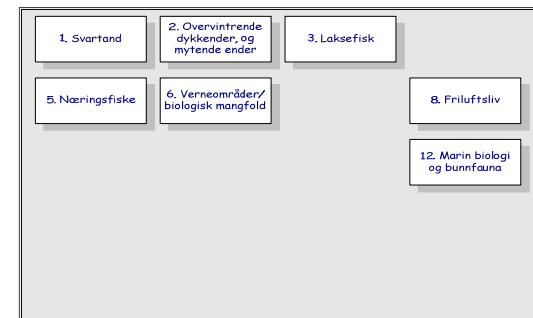 1. Svartand
2. Overvintrende
dykkender, og
mytende ender
3. Laksefisk
5. Næringsfiske
6. Verneområder/
biologisk mangfold
8. Friluftsliv
12. Marin biologi
og bunnfauna